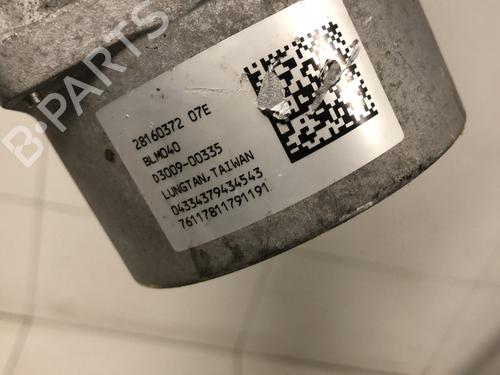 B-Parts
28160372 07E
BLM040
D3009-00335
LUNGTAN, TAIWAN
04334379434543
76117811791191